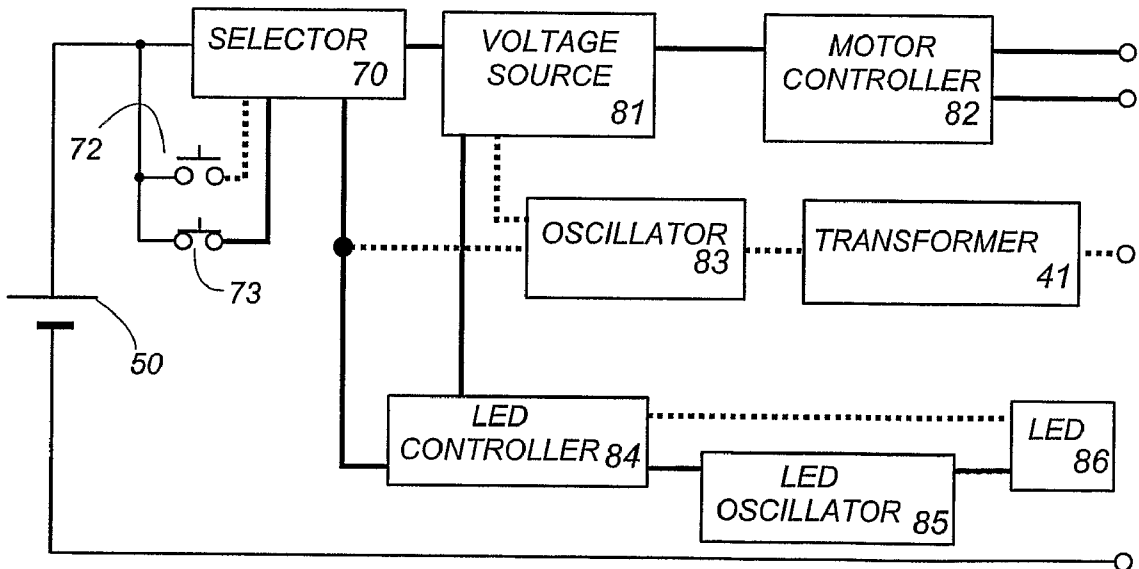 SELECTOR
70
VOLTAGE
SOURCE
81
MOTOR
CONTROLLER
82
72
73
OSCILLATOR
83
TRANSFORMER
41
50
LED
CONTROLLER 84
LED
86
LED
OSCILLATOR 85